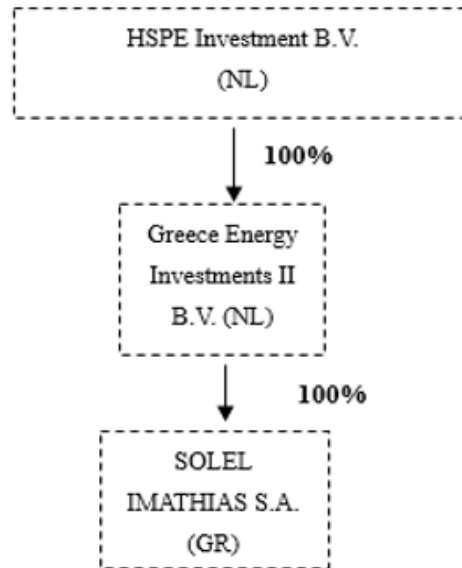 HSPE Investment B.V.
(NL)
100%
Greece Energy
Investments II
B.V. (NL)
100%
SOLEL
IMATHIAS S.A.
(GR)